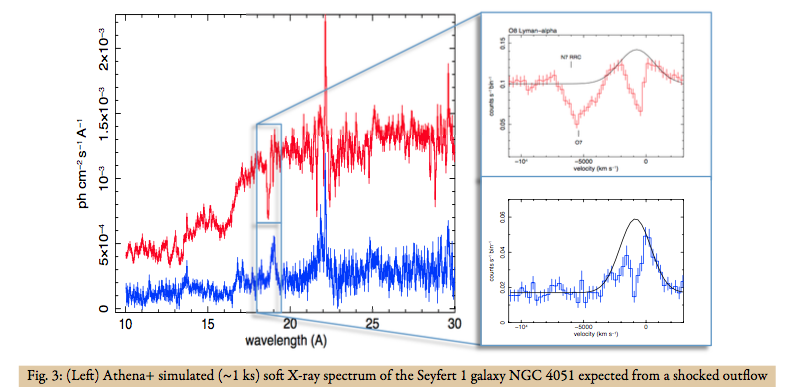 ph cm⁻² s⁻¹ A⁻¹
2×10⁻³
1.5×10⁻³
10⁻³
5×10⁻⁴
0
10 15 20 25 30
wavelength (A)
O8 Lyman-alpha
counts s⁻¹ bin⁻¹
0.15
0.1
0.05
N7 RRC
O7
−10⁴ −5000 0
velocity (km s⁻¹)
counts s⁻¹ bin⁻¹
0.06
0.04
0.02
0
−10⁴ −5000 0
velocity (km s⁻¹)
Fig. 3: (Left) Athena+ simulated (~1 ks) soft X-ray spectrum of the Seyfert 1 galaxy NGC 4051 expected from a shocked outflow